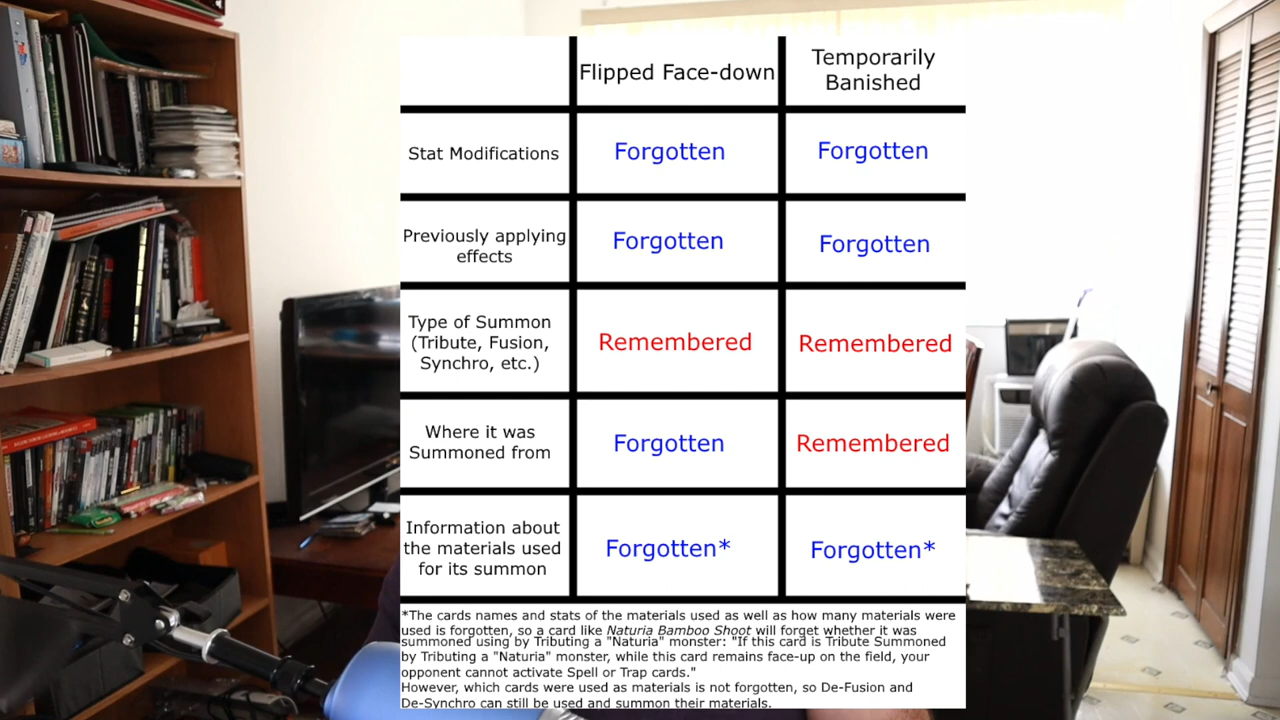 Flipped Face-down
Temporarily
Banished
Stat Modifications
Forgotten
Forgotten
Previously applying
effects
Forgotten
Forgotten
Type of Summon
(Tribute, Fusion,
Synchro, etc.)
Remembered
Remembered
Where it was
Summoned from
Forgotten
Remembered
Information about
the materials used
for its summon
Forgotten*
Forgotten*
*The cards names and stats of the materials used as well as how many materials were
used is forgotten, so a card like Naturia Bamboo Shoot will forget whether it was
summoned using by Tributing a "Naturia" monster: "If this card is Tribute Summoned
by Tributing a "Naturia" monster, while this card remains face-up on the field, your
opponent cannot activate Spell or Trap cards."
However, which cards were used as materials is not forgotten, so De-Fusion and
De-Synchro can still be used and summon their materials.